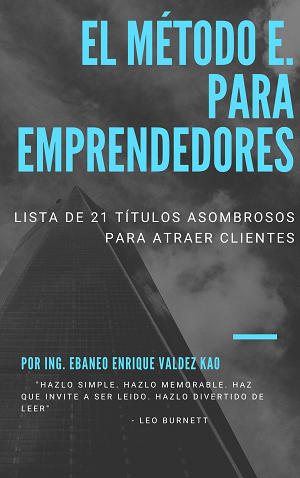 EL MÉTODO E.
PARA
EMPRENDEDORES
LISTA DE 21 TÍTULOS ASOMBROSOS
PARA ATRAER CLIENTES
POR ING. EBANEO ENRIQUE VALDEZ KAO
"HAZLO SIMPLE. HAZLO MEMORABLE. HAZ
QUE INVITE A SER LEIDO. HAZLO DIVERTIDO DE
LEER"
- LEO BURNETT